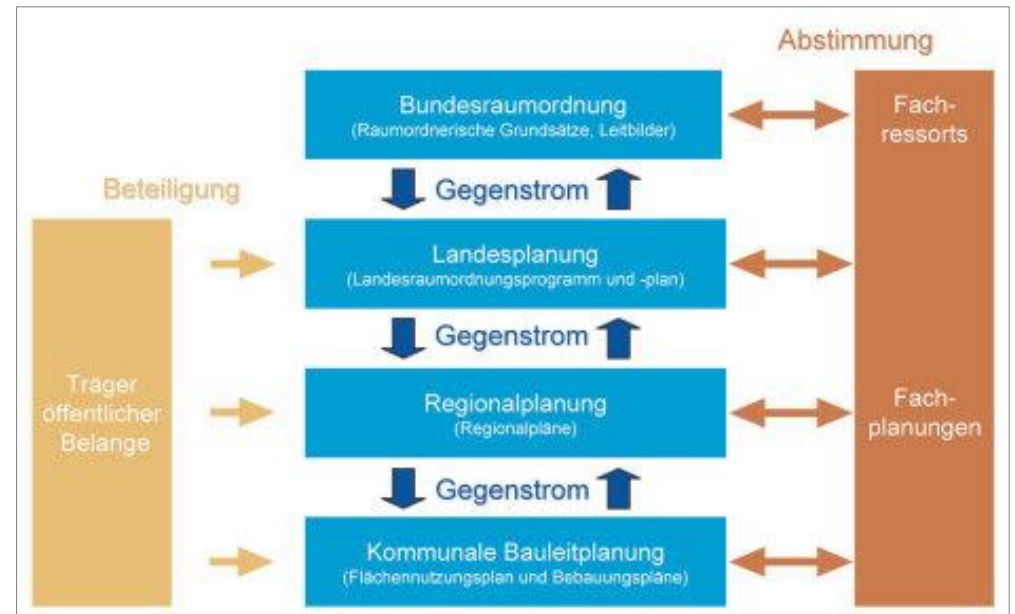 Abstimmung
Bundesraumordnung
(Raumordnerische Grundsätze, Leitbilder)
Fach-
ressorts
Gegenstrom
Beteiligung
Landesplanung
(Landesraumordnungsprogramm und -plan)
Gegenstrom
Träger
öffentlicher
Belange
Regionalplanung
(Regionalpläne)
Fach-
planungen
Gegenstrom
Kommunale Bauleitplanung
(Flächennutzungsplan und Bebauungspläne)